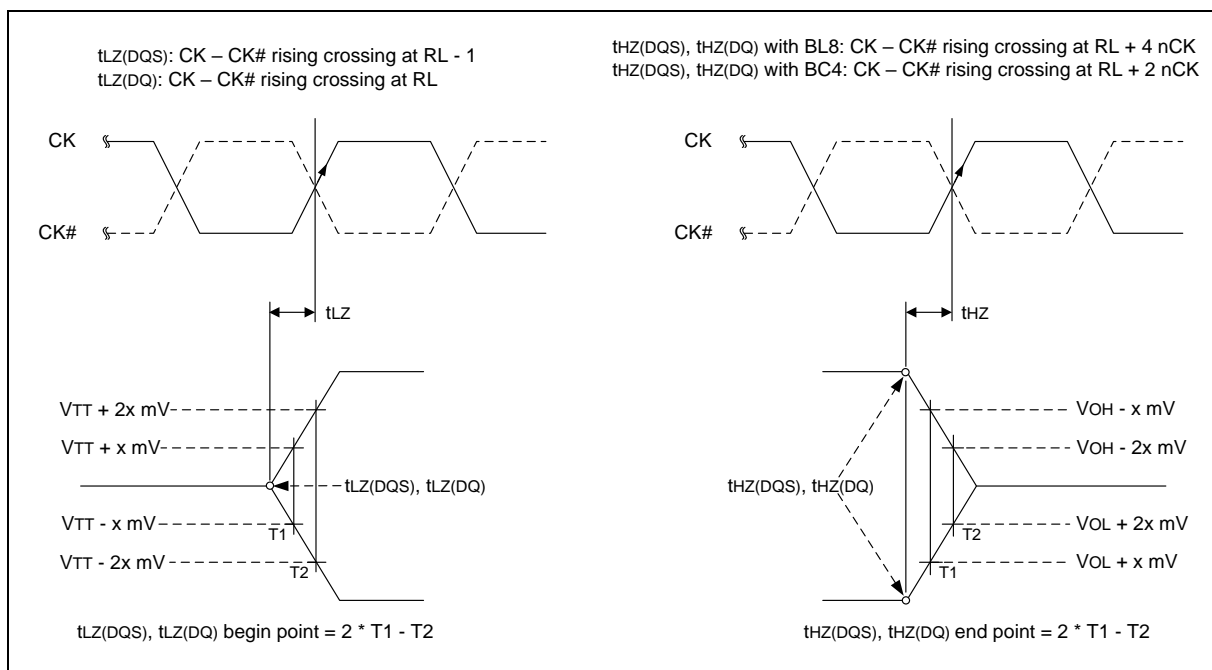 tLZ(DQS): CK – CK# rising crossing at RL - 1
tLZ(DQ): CK – CK# rising crossing at RL
CK
CK#
tLZ
VTT + 2x mV
VTT + x mV
tLZ(DQS), tLZ(DQ)
VTT - x mV
T1
VTT - 2x mV
T2
tLZ(DQS), tLZ(DQ) begin point = 2 * T1 - T2
tHZ(DQS), tHZ(DQ) with BL8: CK – CK# rising crossing at RL + 4 nCK
tHZ(DQS), tHZ(DQ) with BC4: CK – CK# rising crossing at RL + 2 nCK
CK
CK#
tHZ
VOH - x mV
VOH - 2x mV
tHZ(DQS), tHZ(DQ)
VOL + 2x mV
T2
VOL + x mV
T1
tHZ(DQS), tHZ(DQ) end point = 2 * T1 - T2